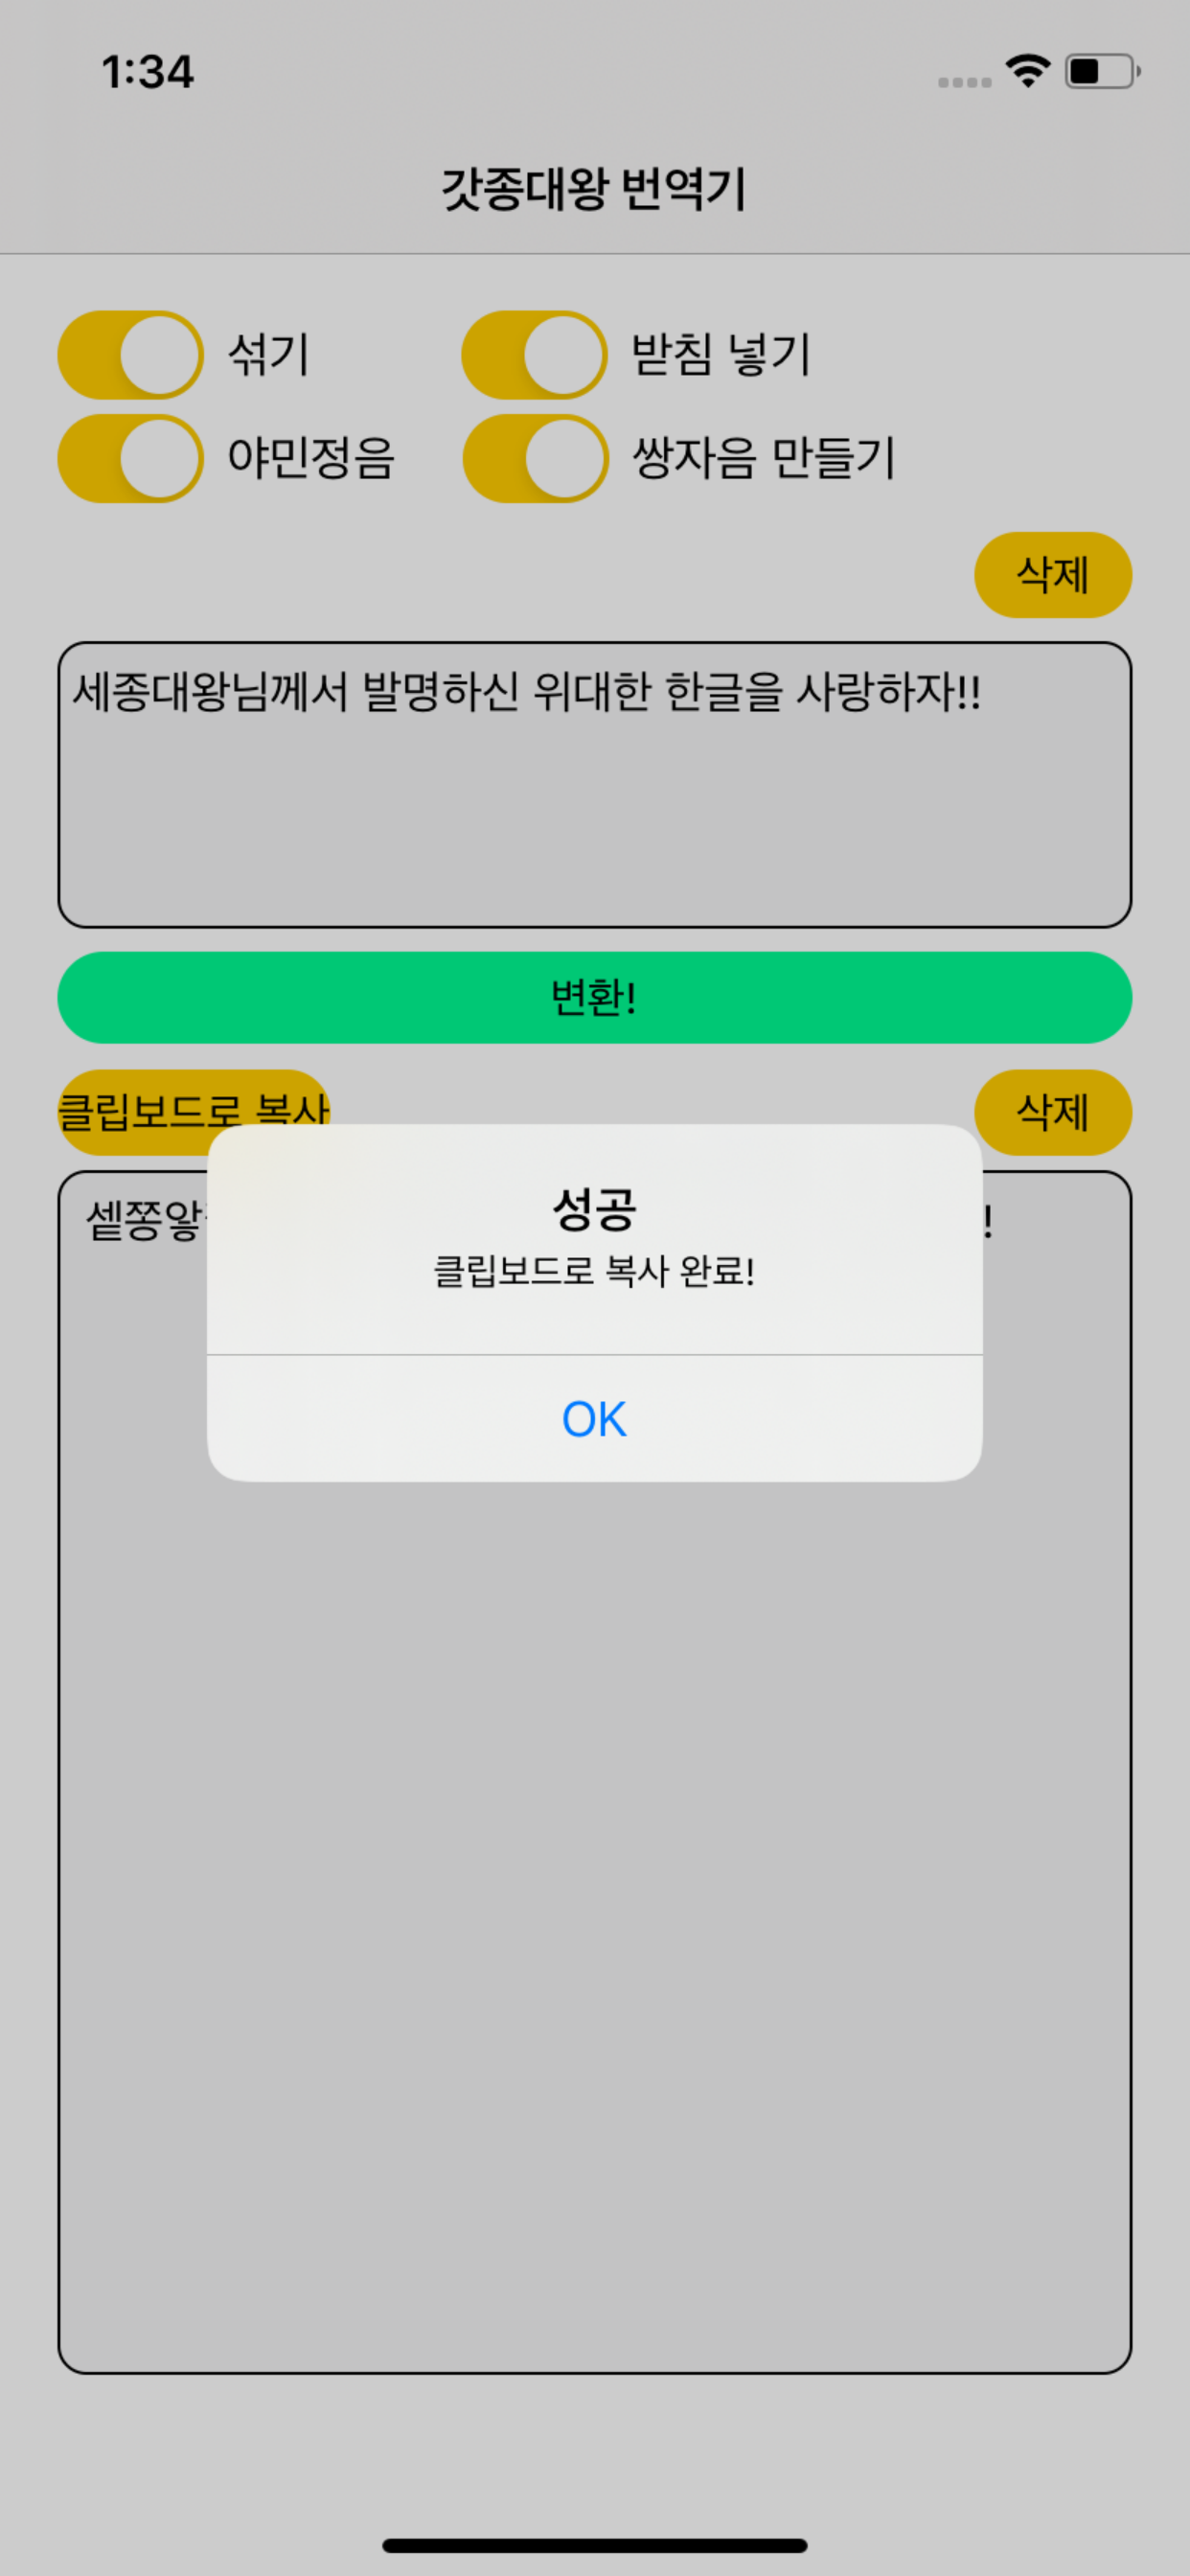 1:34
갓종대왕 번역기
섞기 받침 넣기
야민정음 쌍자음 만들기
삭제
세종대왕님께서 발명하신 위대한 한글을 사랑하자!!
변환!
클립보드로 복사 삭제
!
성공
클립보드로 복사 완료!
OK